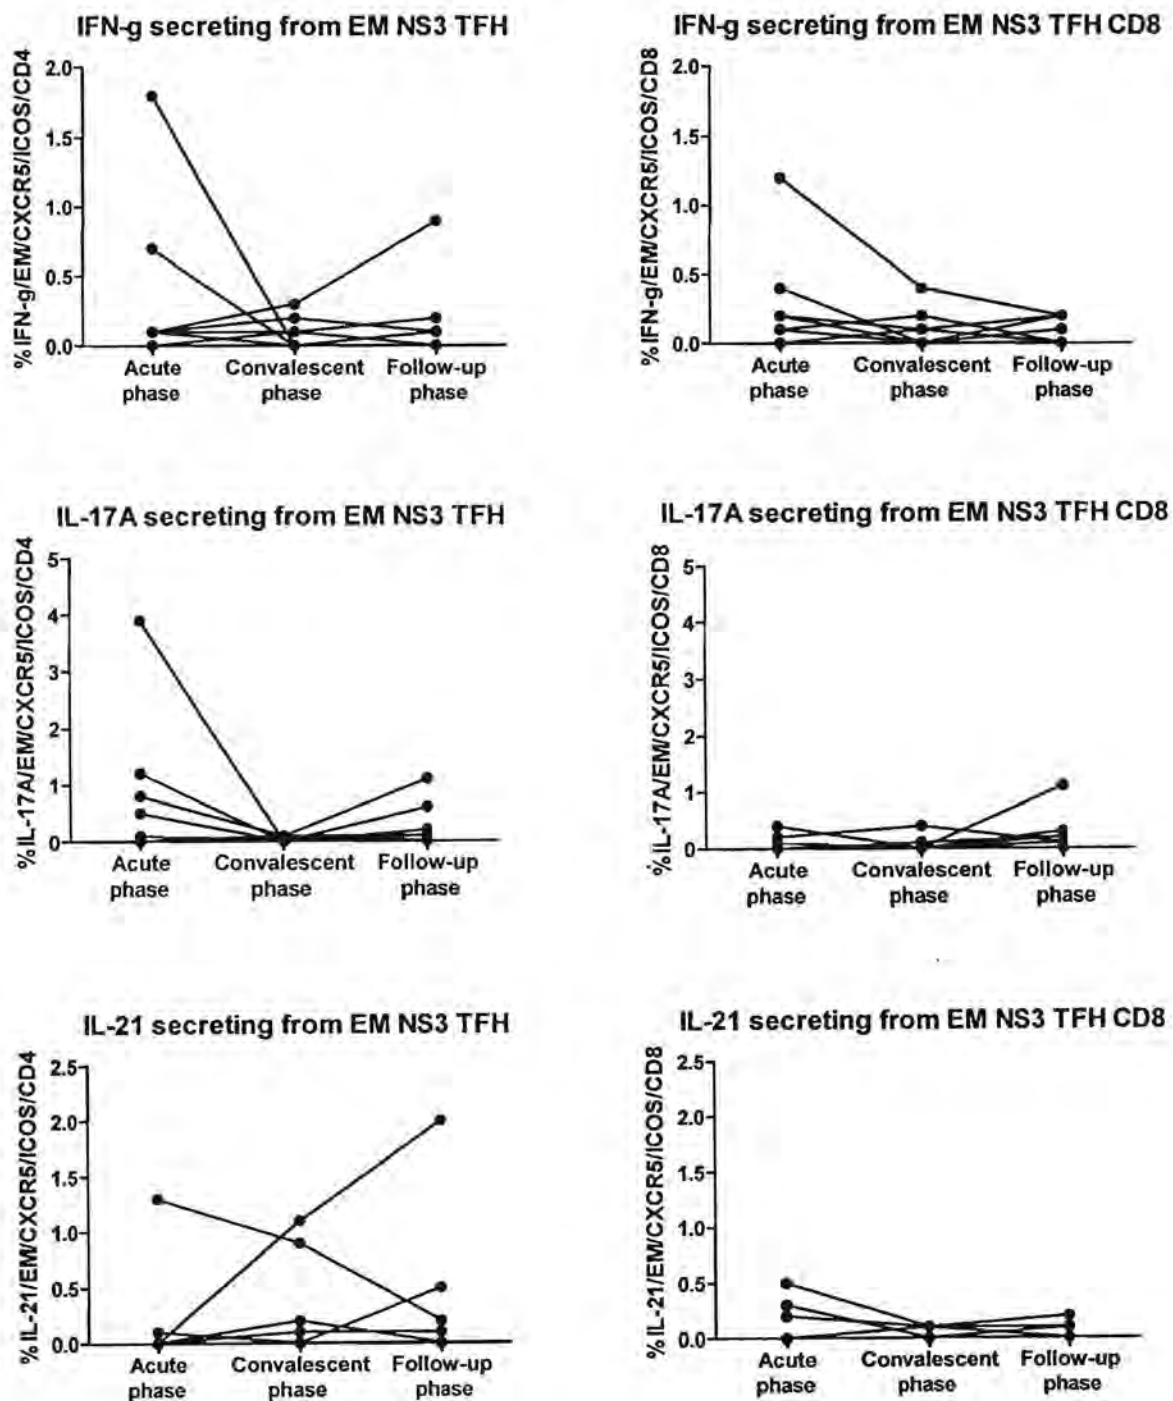 IFN-g secreting from EM NS3 TFH
%IFN-g/EM/CXCR5/ICOS/CD4
2.0
1.5
1.0
0.5
0.0
Acute Convalescent Follow-up
phase phase phase
IFN-g secreting from EM NS3 TFH CD8
%IFN-g/EM/CXCR5/ICOS/CD8
2.0
1.5
1.0
0.5
0.0
Acute Convalescent Follow-up
phase phase phase
IL-17A secreting from EM NS3 TFH
%IL-17A/EM/CXCR5/ICOS/CD4
5
4
3
2
1
0
Acute Convalescent Follow-up
phase phase phase
IL-17A secreting from EM NS3 TFH CD8
%IL-17A/EM/CXCR5/ICOS/CD8
5
4
3
2
1
0
Acute Convalescent Follow-up
phase phase phase
IL-21 secreting from EM NS3 TFH
%IL-21/EM/CXCR5/ICOS/CD4
2.5
2.0
1.5
1.0
0.5
0.0
Acute Convalescent Follow-up
phase phase phase
IL-21 secreting from EM NS3 TFH CD8
%IL-21/EM/CXCR5/ICOS/CD8
2.5
2.0
1.5
1.0
0.5
0.0
Acute Convalescent Follow-up
phase phase phase